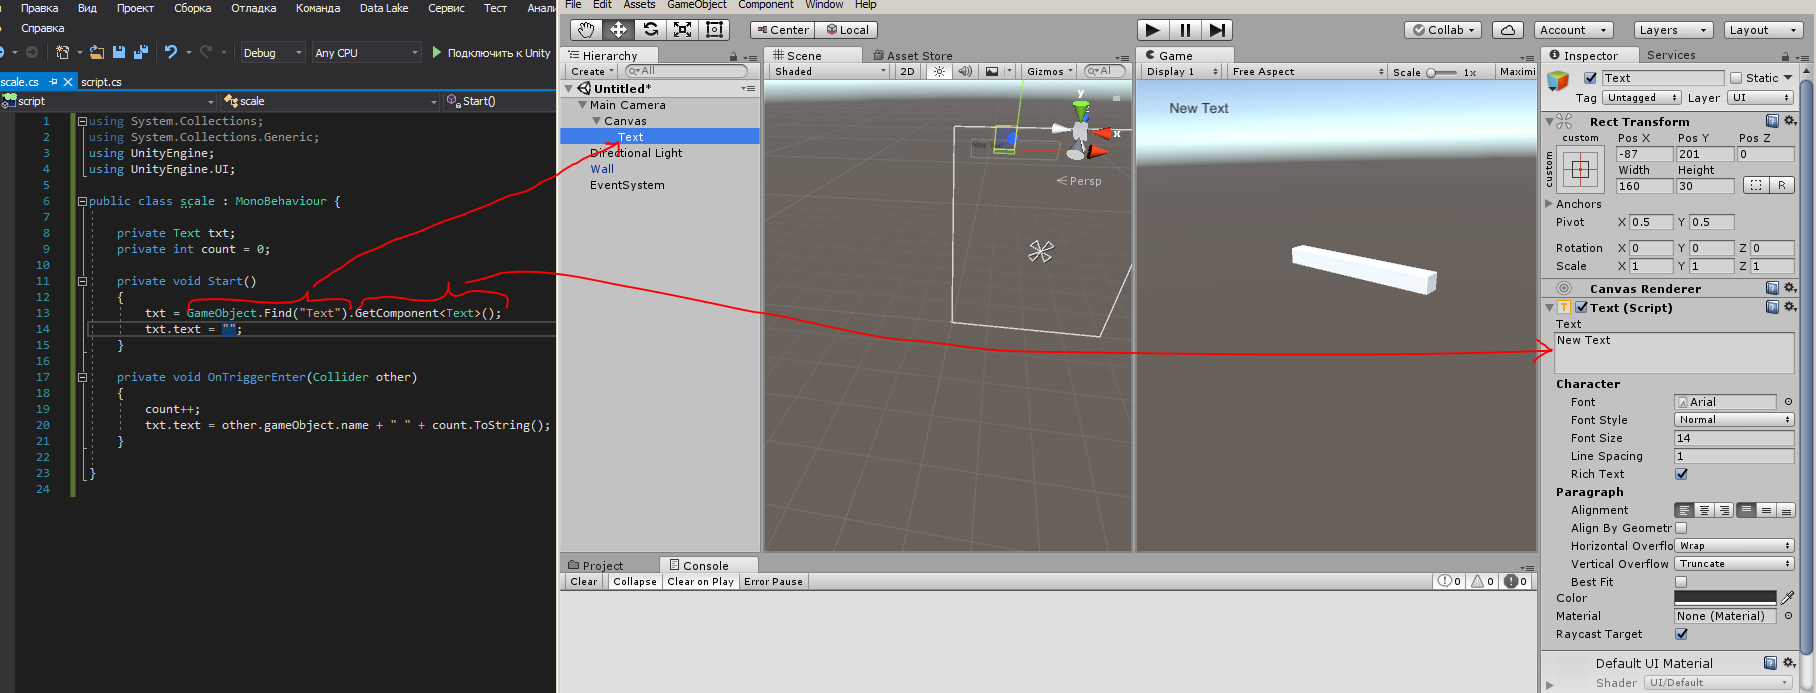 Правка Вид Проект Сборка Отладка Команда Data Lake Сервис Тест Анали
Справка
Debug Any CPU Подключить к Unity
scale.cs script.cs
script scale Start()
1 using System.Collections;
2 using System.Collections.Generic;
3 using UnityEngine;
4 using UnityEngine.UI;
5
6 public class scale : MonoBehaviour {
7
8 private Text txt;
9 private int count = 0;
10
11 private void Start()
12 {
13 txt = GameObject.Find("Text").GetComponent<Text>();
14 txt.text = "";
15 }
16
17 private void OnTriggerEnter(Collider other)
18 {
19 count++;
20 txt.text = other.gameObject.name + " " + count.ToString();
21 }
22
23 }
24
File Edit Assets GameObject Component Window Help
Center Local
Collab Account Layers Layout
Hierarchy
Create All
Untitled*
Main Camera
Canvas
Text
Directional Light
Wall
EventSystem
Scene Asset Store
Shaded 2D Gizmos Al
y
x
Persp
New Text
Game
Display 1 Free Aspect Scale 1x Maximi
New Text
Project Console
Clear Collapse Clear on Play Error Pause 0 0 0
Inspector Services
Text Static
Tag Untagged Layer UI
Rect Transform
custom Pos X Pos Y Pos Z
custom -87 201 0
Width Height
160 30 R
Anchors
Pivot X 0.5 Y 0.5
Rotation X 0 Y 0 Z 0
Scale X 1 Y 1 Z 1
Canvas Renderer
T Text (Script)
Text
New Text
Character
Font Arial
Font Style Normal
Font Size 14
Line Spacing 1
Rich Text
Paragraph
Alignment
Align By Geometr
Horizontal Overflo Wrap
Vertical Overflow Truncate
Best Fit
Color
Material None (Material)
Raycast Target
Default UI Material
Shader UI/Default